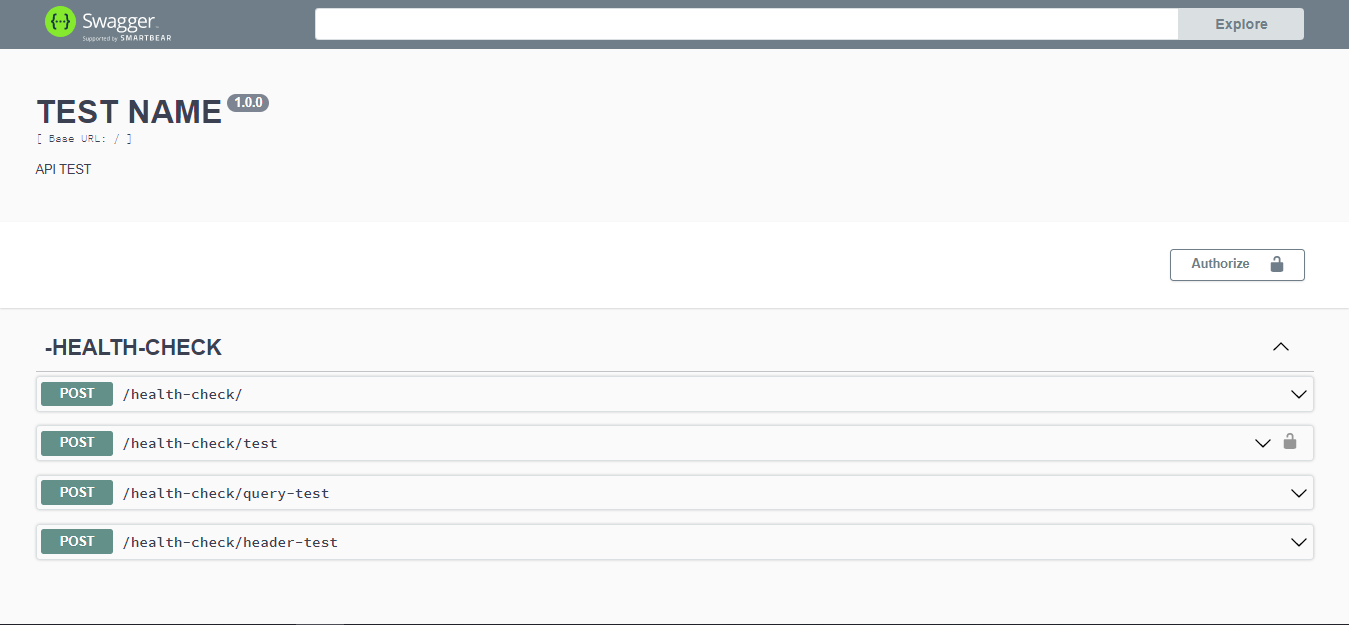 Swagger
Supported by SMARTBEAR
Explore
TEST NAME 1.0.0
[ Base URL: / ]
API TEST
Authorize
-HEALTH-CHECK
POST /health-check/
POST /health-check/test
POST /health-check/query-test
POST /health-check/header-test